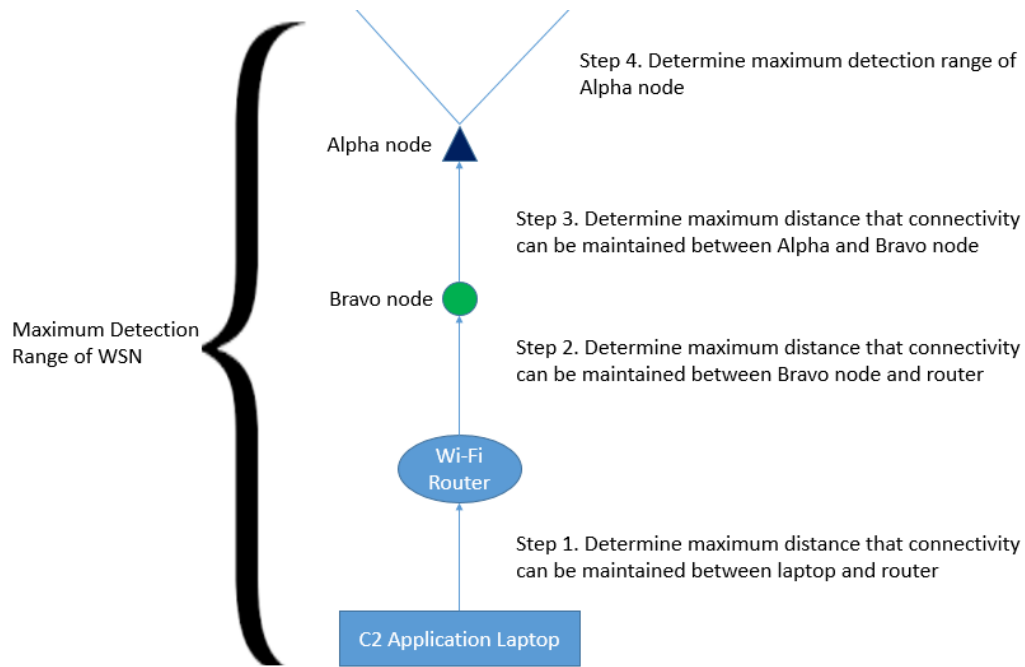 Step 4. Determine maximum detection range of
Alpha node
Alpha node
Step 3. Determine maximum distance that connectivity
can be maintained between Alpha and Bravo node
Bravo node
Maximum Detection
Range of WSN
Step 2. Determine maximum distance that connectivity
can be maintained between Bravo node and router
Wi-Fi
Router
Step 1. Determine maximum distance that connectivity
can be maintained between laptop and router
C2 Application Laptop